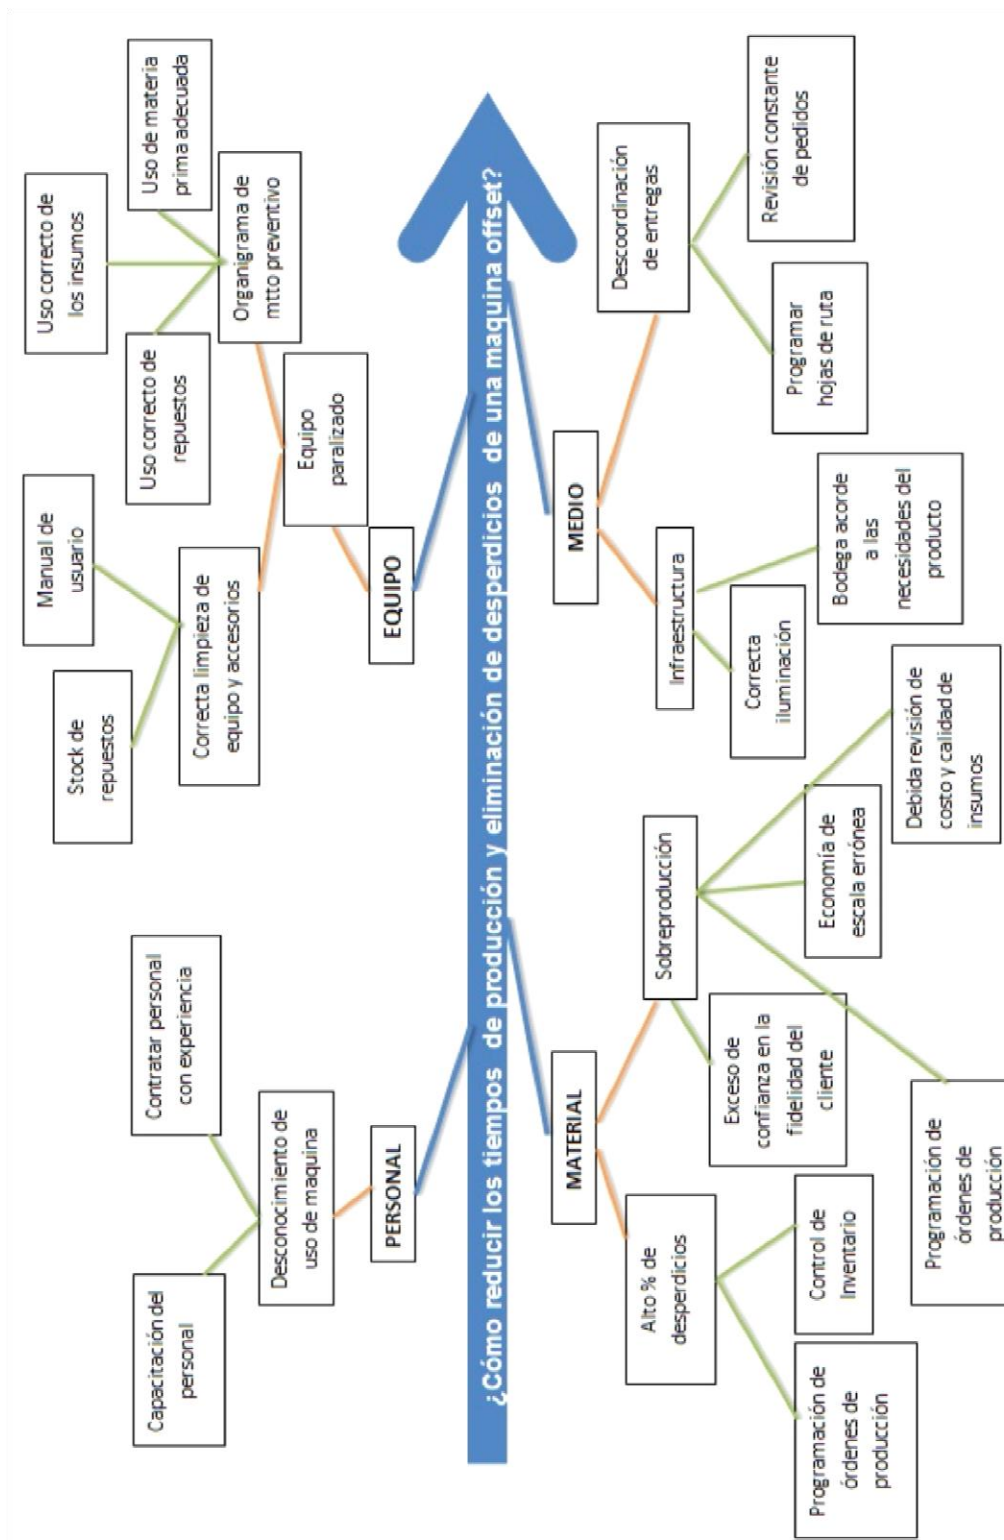 Capacitación del
personal
Contratar personal
con experiencia
Desconocimiento de
uso de maquina
PERSONAL
Stock de
repuestos
Manual de
usuario
Correcta limpieza de
equipo y accesorios
Uso correcto de
repuestos
Uso correcto de
los insumos
Uso de materia
prima adecuada
Organigrama de
mtto preventivo
Equipo
paralizado
EQUIPO
¿Cómo reducir los tiempos de producción y eliminación de desperdicios de una maquina offset?
MATERIAL
Alto % de
desperdicios
Programación de
órdenes de
producción
Control de
Inventario
Sobreproducción
Exceso de
confianza en la
fidelidad del
cliente
Programación de
órdenes de
producción
Economía de
escala errónea
Debida revisión de
costo y calidad de
insumos
MEDIO
Infraestructura
Correcta
iluminación
Bodega acorde
a las
necesidades del
producto
Descoordinación
de entregas
Programar
hojas de ruta
Revisión constante
de pedidos